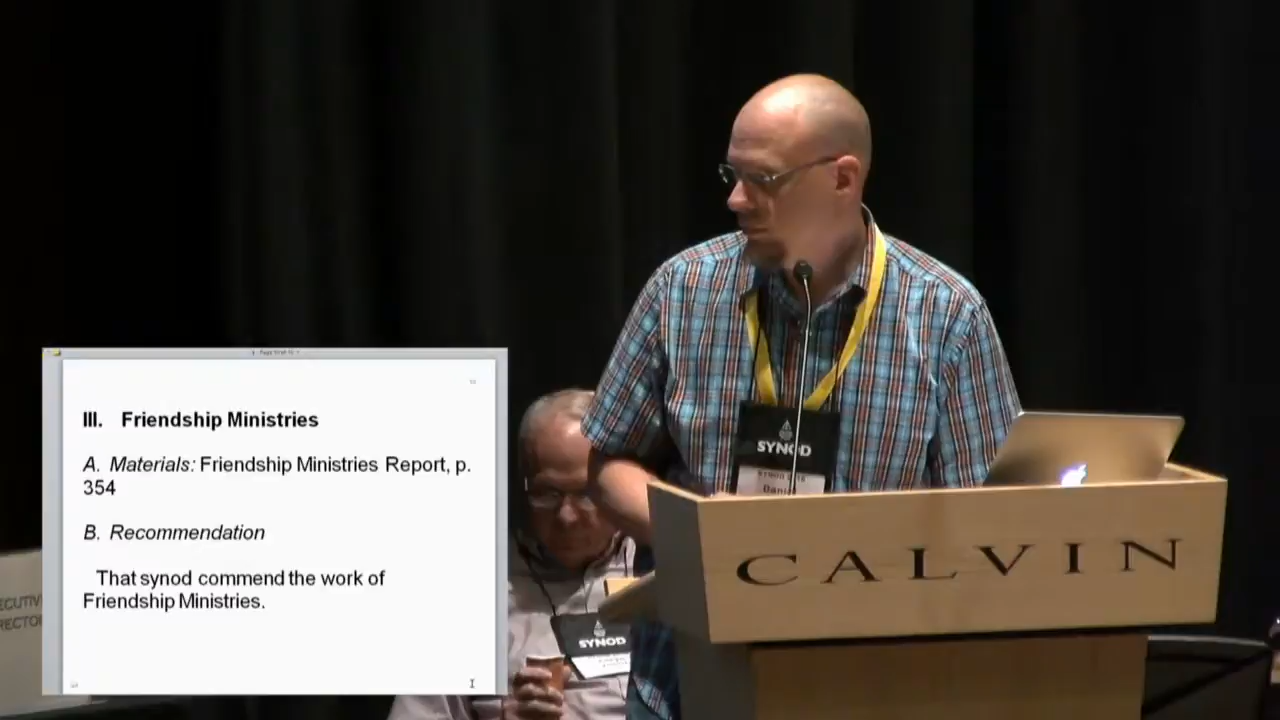 III. Friendship Ministries
A. Materials: Friendship Ministries Report, p.
354
B. Recommendation
That synod commend the work of
Friendship Ministries.
SYNOD
CALVIN
SYNOD